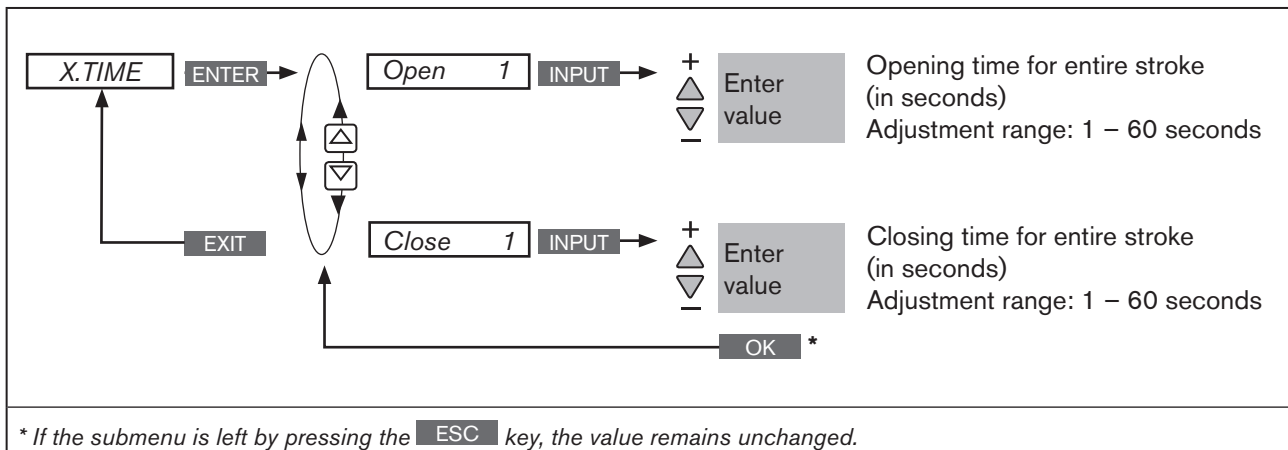 X.TIME ENTER Open 1 INPUT + Enter value − Opening time for entire stroke
(in seconds)
Adjustment range: 1 – 60 seconds
EXIT Close 1 INPUT + Enter value − Closing time for entire stroke
(in seconds)
Adjustment range: 1 – 60 seconds
OK *
* If the submenu is left by pressing the ESC key, the value remains unchanged.